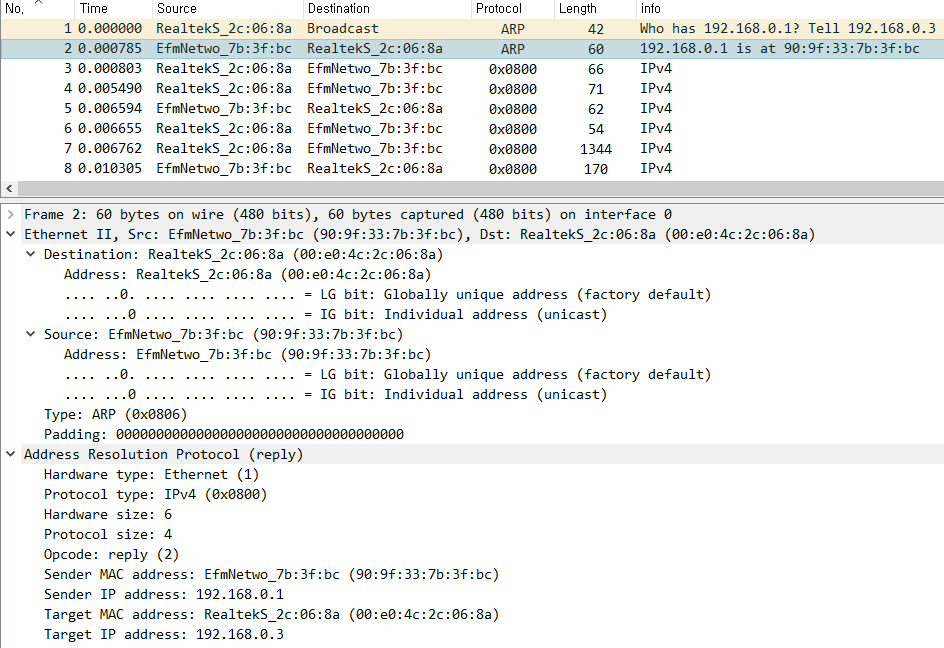 No. Time Source Destination Protocol Length info
1 0.000000 RealtekS_2c:06:8a Broadcast ARP 42 Who has 192.168.0.1? Tell 192.168.0.3
2 0.000785 EfmNetwo_7b:3f:bc RealtekS_2c:06:8a ARP 60 192.168.0.1 is at 90:9f:33:7b:3f:bc
3 0.000803 RealtekS_2c:06:8a EfmNetwo_7b:3f:bc 0x0800 66 IPv4
4 0.005490 RealtekS_2c:06:8a EfmNetwo_7b:3f:bc 0x0800 71 IPv4
5 0.006594 EfmNetwo_7b:3f:bc RealtekS_2c:06:8a 0x0800 62 IPv4
6 0.006655 RealtekS_2c:06:8a EfmNetwo_7b:3f:bc 0x0800 54 IPv4
7 0.006762 RealtekS_2c:06:8a EfmNetwo_7b:3f:bc 0x0800 1344 IPv4
8 0.010305 EfmNetwo_7b:3f:bc RealtekS_2c:06:8a 0x0800 170 IPv4
Frame 2: 60 bytes on wire (480 bits), 60 bytes captured (480 bits) on interface 0
Ethernet II, Src: EfmNetwo_7b:3f:bc (90:9f:33:7b:3f:bc), Dst: RealtekS_2c:06:8a (00:e0:4c:2c:06:8a)
Destination: RealtekS_2c:06:8a (00:e0:4c:2c:06:8a)
Address: RealtekS_2c:06:8a (00:e0:4c:2c:06:8a)
.... ..0. .... .... .... .... = LG bit: Globally unique address (factory default)
.... ...0 .... .... .... .... = IG bit: Individual address (unicast)
Source: EfmNetwo_7b:3f:bc (90:9f:33:7b:3f:bc)
Address: EfmNetwo_7b:3f:bc (90:9f:33:7b:3f:bc)
.... ..0. .... .... .... .... = LG bit: Globally unique address (factory default)
.... ...0 .... .... .... .... = IG bit: Individual address (unicast)
Type: ARP (0x0806)
Padding: 000000000000000000000000000000000000
Address Resolution Protocol (reply)
Hardware type: Ethernet (1)
Protocol type: IPv4 (0x0800)
Hardware size: 6
Protocol size: 4
Opcode: reply (2)
Sender MAC address: EfmNetwo_7b:3f:bc (90:9f:33:7b:3f:bc)
Sender IP address: 192.168.0.1
Target MAC address: RealtekS_2c:06:8a (00:e0:4c:2c:06:8a)
Target IP address: 192.168.0.3